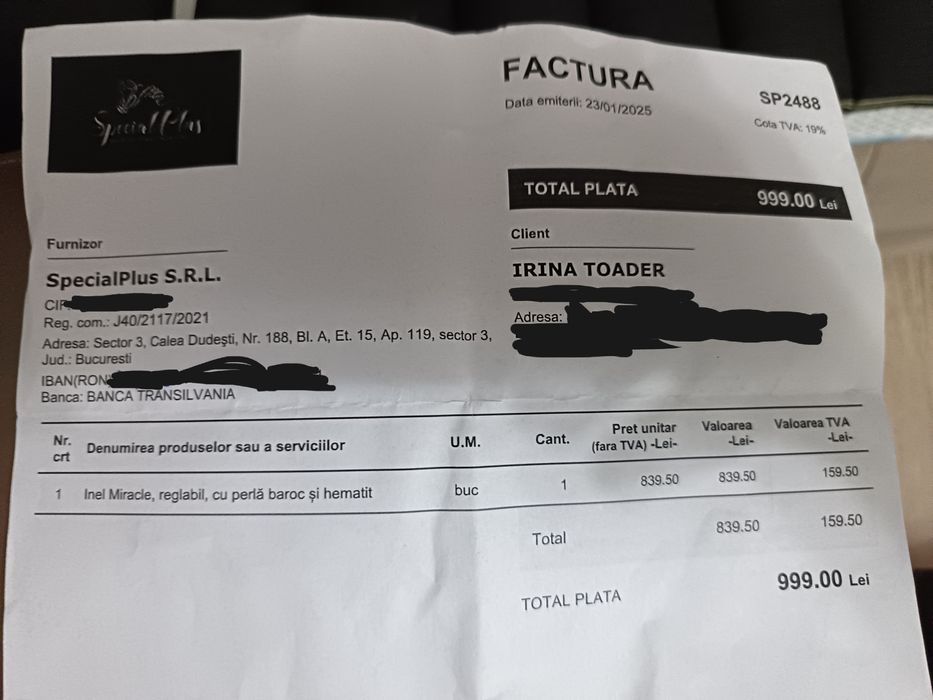 Special Plus
FACTURA
Data emiterii: 23/01/2025
SP2488
Cota TVA: 19%
TOTAL PLATA 999.00 Lei
Furnizor
SpecialPlus S.R.L.
CIF
Reg. com.: J40/2117/2021
Adresa: Sector 3, Calea Dudești, Nr. 188, Bl. A, Et. 15, Ap. 119, sector 3,
Jud.: Bucuresti
IBAN(RON
Banca: BANCA TRANSILVANIA
Client
IRINA TOADER
Adresa:
Nr. crt Denumirea produselor sau a serviciilor U.M. Cant. Pret unitar (fara TVA) -Lei- Valoarea -Lei- Valoarea TVA -Lei-
1 Inel Miracle, reglabil, cu perlă baroc și hematit buc 1 839.50 839.50 159.50
Total 839.50 159.50
TOTAL PLATA 999.00 Lei